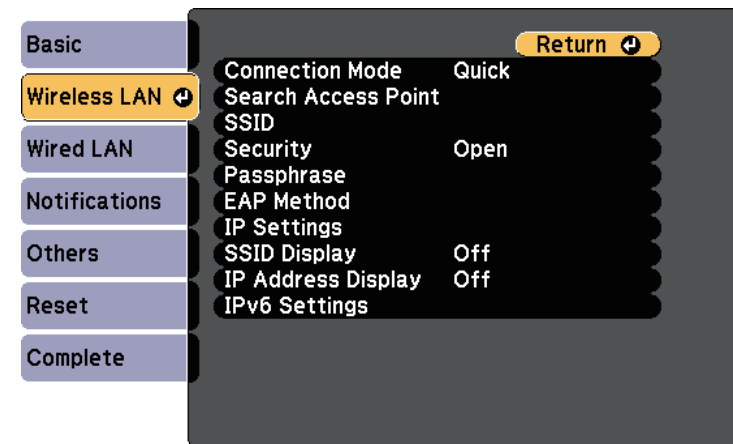 Basic
Wireless LAN
Wired LAN
Notifications
Others
Reset
Complete
Return
Connection Mode Quick
Search Access Point
SSID
Security Open
Passphrase
EAP Method
IP Settings
SSID Display Off
IP Address Display Off
IPv6 Settings